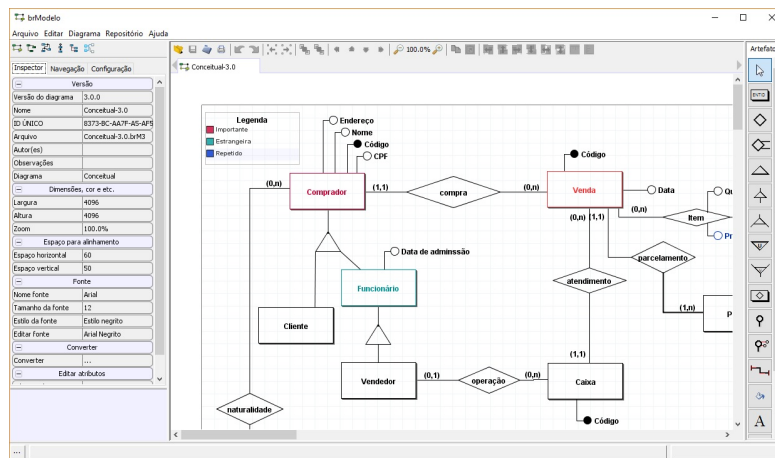 brModelo
Arquivo Editar Diagrama Repositório Ajuda
100.0%
Artefato
Inspector Navegação Configuração
Conceitual-3.0
Versão
Versão do diagrama 3.0.0
Nome Conceitual-3.0
ID ÚNICO 8373-BC-AA7F-A5-AF5
Arquivo Conceitual-3.0.brM3
Autor(es)
Observações
Diagrama Conceitual
Dimensões, cor e etc.
Largura 4096
Altura 4096
Zoom 100.0%
Espaço para alinhamento
Espaço horizontal 60
Espaço vertical 50
Fonte
Nome fonte Arial
Tamanho da fonte 12
Estilo da fonte Estilo negrito
Editar fonte Arial Negrito
Converter
Converter ...
Editar atributos
...
Legenda
Importante
Estrangeira
Repetido
Endereço
Nome
Código
CPF
Código
(0,n) Comprador (1,1) compra (0,n) Venda Data
(0,n) (1,1) (0,n) Item
Data de adminssão
parcelamento
Funcionário
atendimento
(1,n)
Cliente
(1,1)
Vendedor (0,1) operação (0,n) Caixa
naturalidade
Código
A